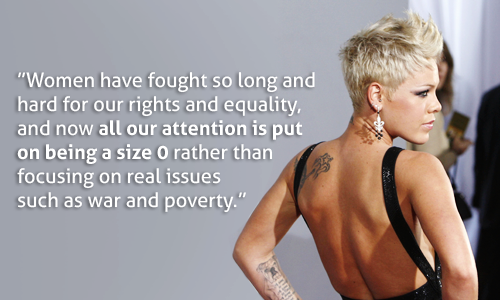 “Women have fought so long and
hard for our rights and equality,
and now all our attention is put
on being a size 0 rather than
focusing on real issues
such as war and poverty.”